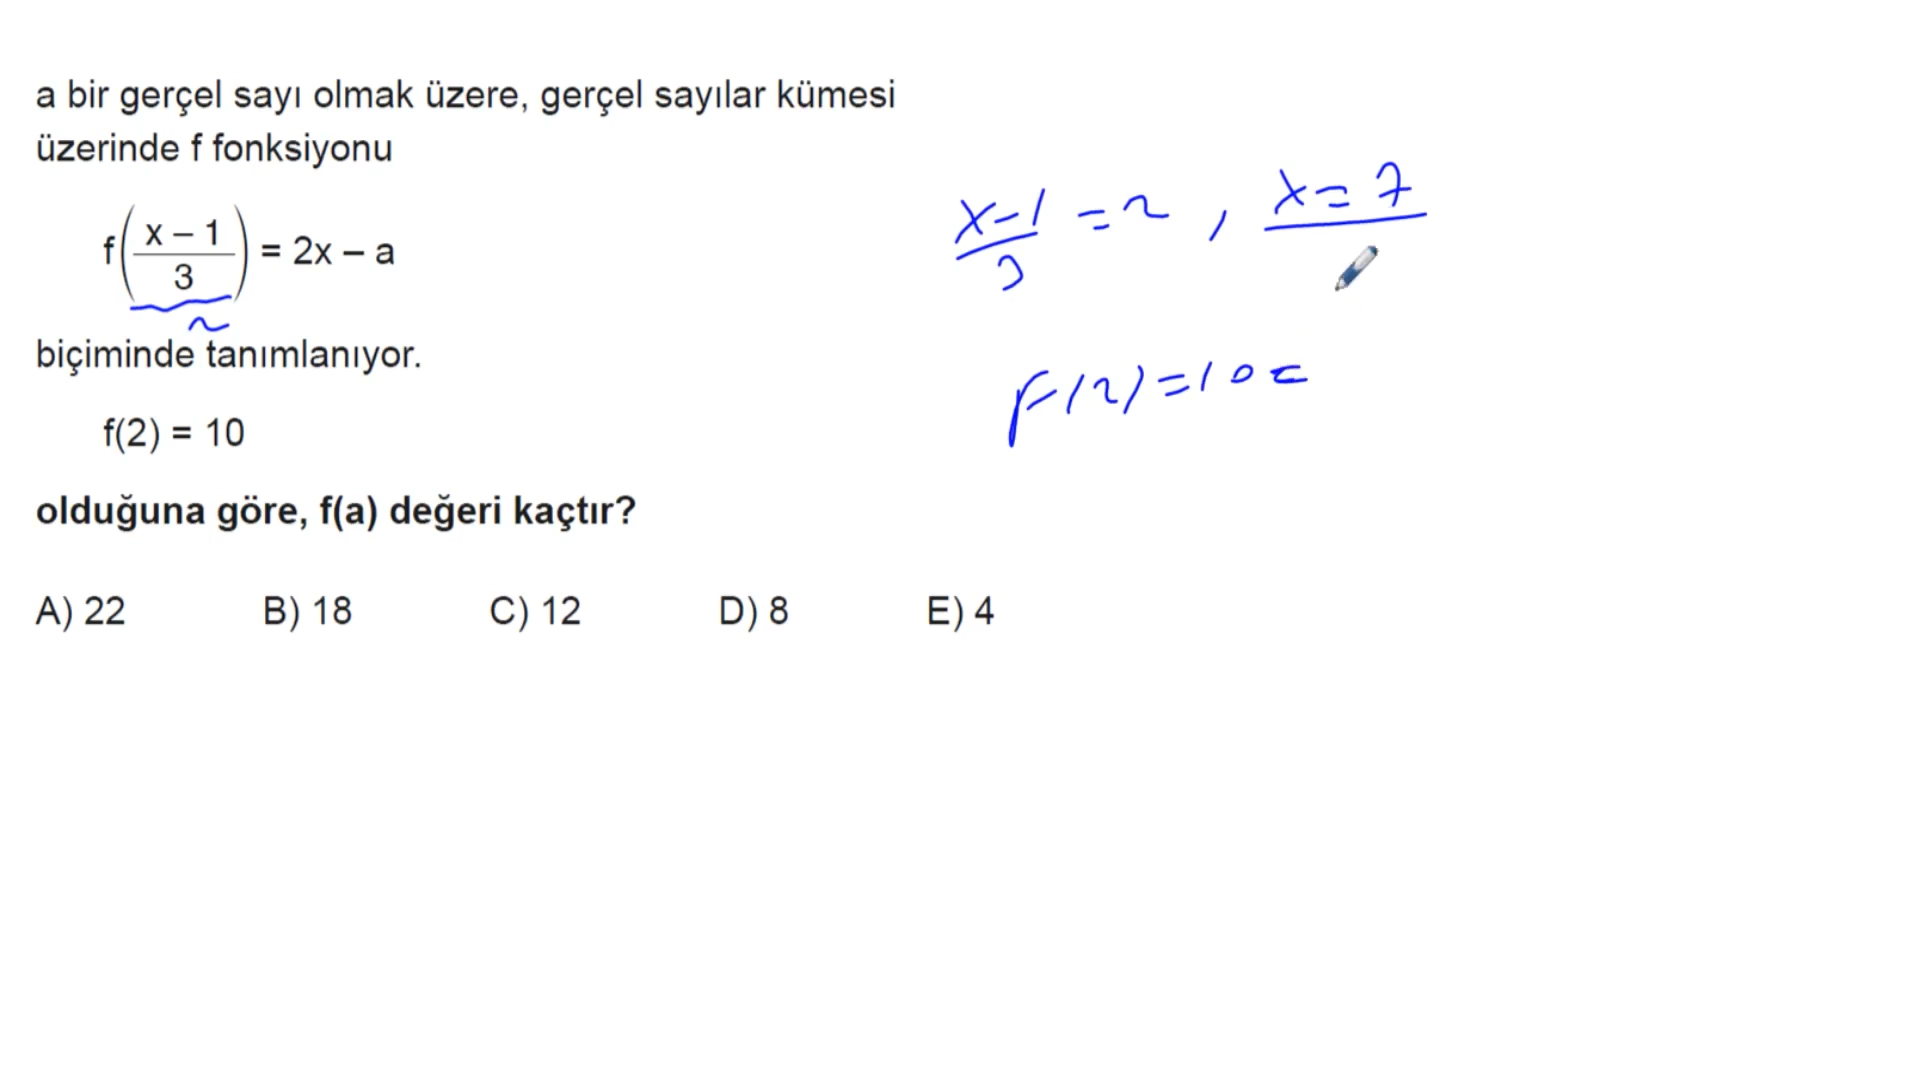 a bir gerçel sayı olmak üzere, gerçel sayılar kümesi
üzerinde f fonksiyonu
f((x – 1)/3) = 2x – a
2
biçiminde tanımlanıyor.
f(2) = 10
olduğuna göre, f(a) değeri kaçtır?
A) 22 B) 18 C) 12 D) 8 E) 4
(x-1)/3 = 2 , x = 7
F(2) = 10 =